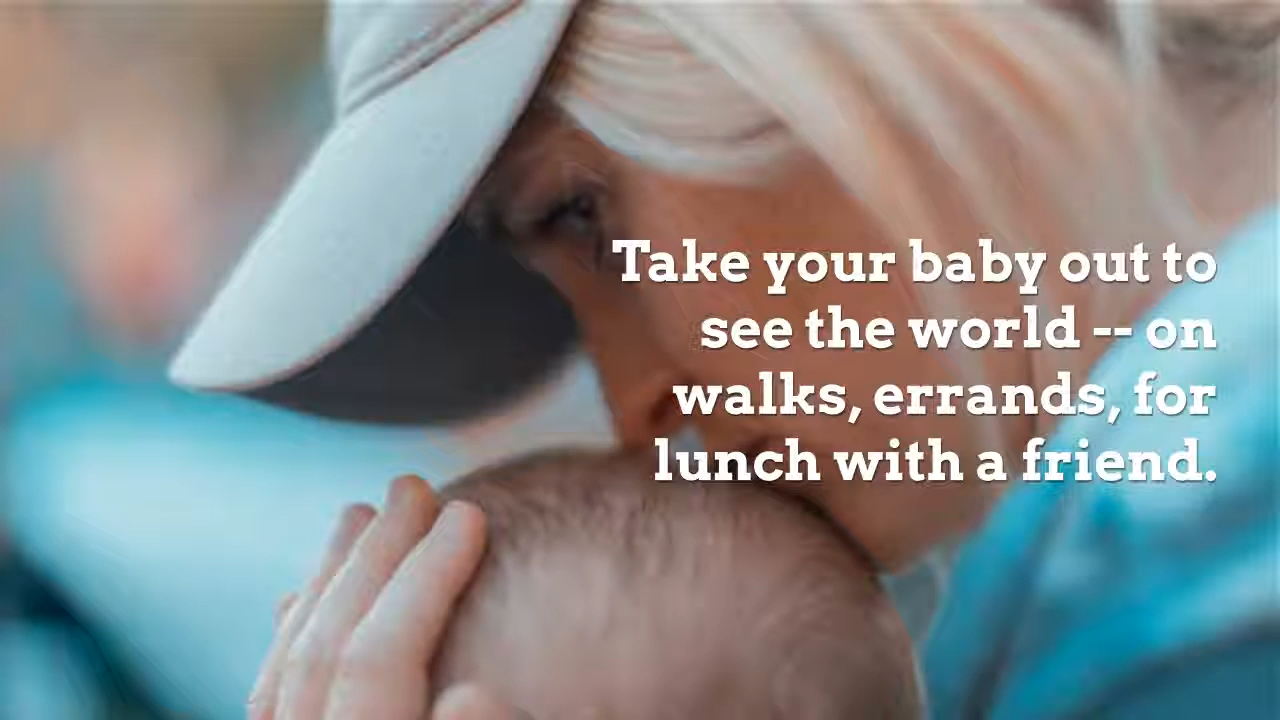 Take your baby out to
see the world -- on
walks, errands, for
lunch with a friend.